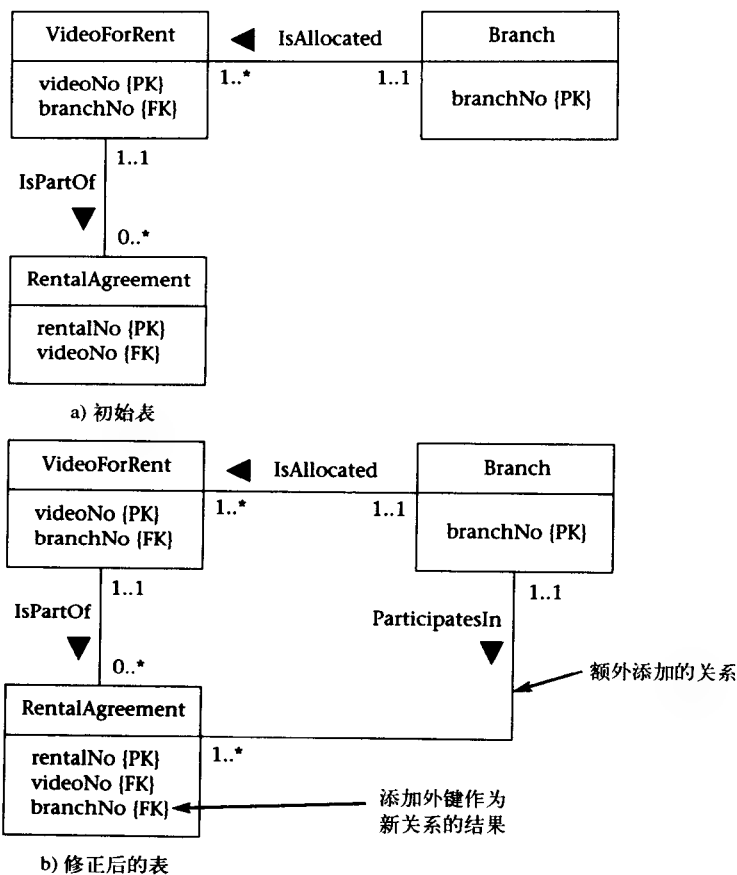 VideoForRent
IsAllocated
Branch
videoNo {PK}
branchNo {FK}
1..*
1..1
branchNo {PK}
1..1
IsPartOf
0..*
RentalAgreement
rentalNo {PK}
videoNo {FK}
a) 初始表
VideoForRent
IsAllocated
Branch
videoNo {PK}
branchNo {FK}
1..*
1..1
branchNo {PK}
1..1
IsPartOf
0..*
1..1
ParticipatesIn
额外添加的关系
RentalAgreement
rentalNo {PK}
videoNo {FK}
branchNo {FK}
1..*
添加外键作为
新关系的结果
b) 修正后的表